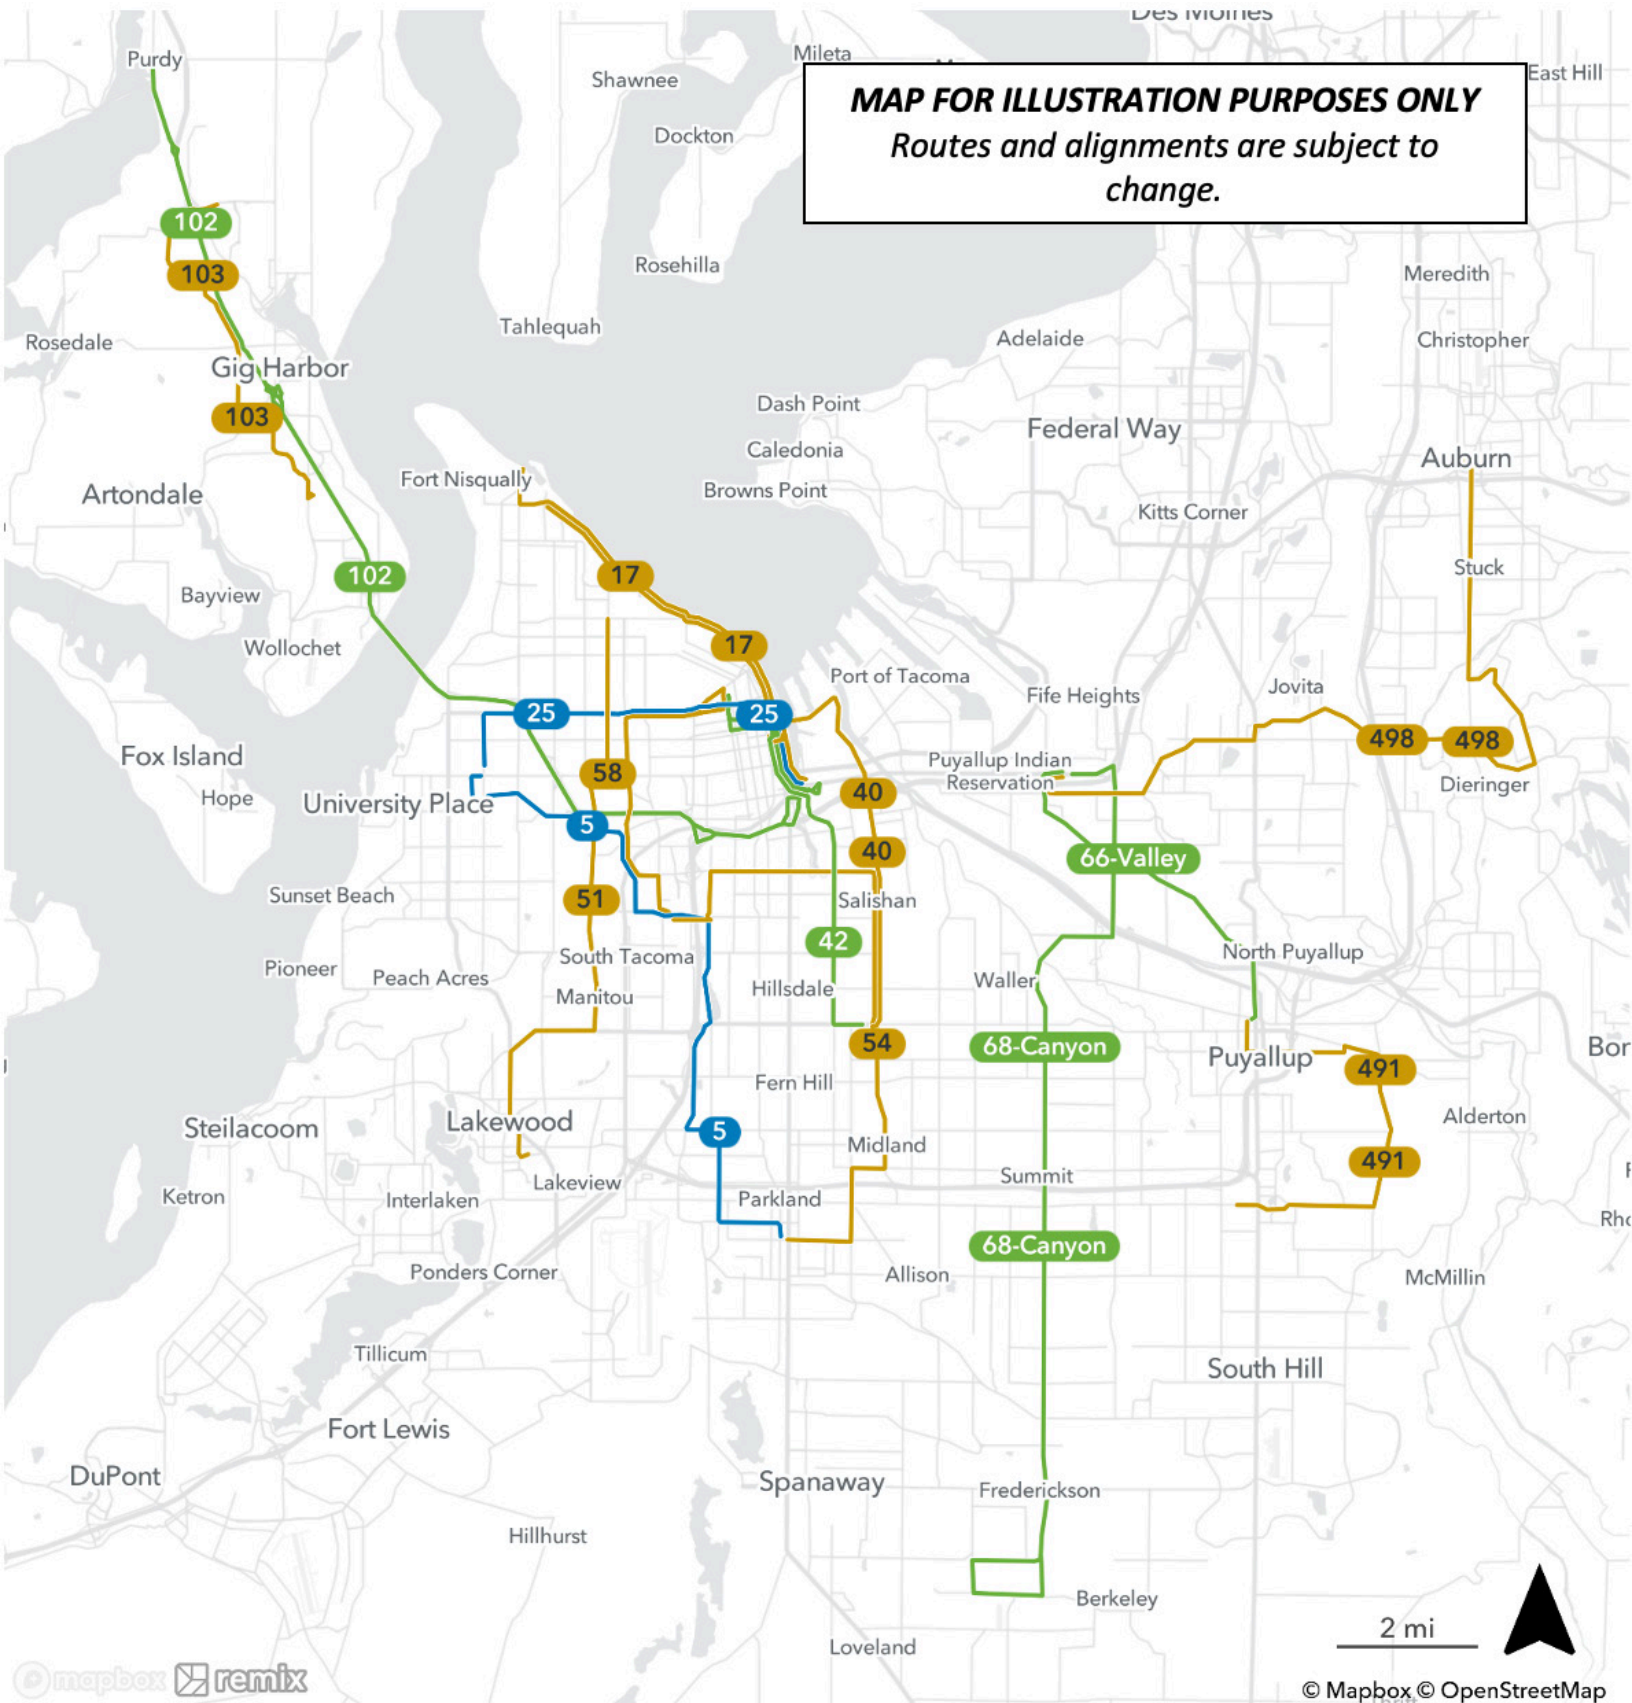 Des Moines
Purdy
Mileta
Shawnee
East Hill
MAP FOR ILLUSTRATION PURPOSES ONLY
Routes and alignments are subject to
change.
Dockton
102
Rosehilla
103
Meredith
Tahlequah
Rosedale
Adelaide
Christopher
Gig Harbor
Dash Point
103
Federal Way
Caledonia
Auburn
Fort Nisqually
Artondale
Browns Point
Kitts Corner
102
17
Stuck
Bayview
Wollochet
17
Port of Tacoma
Fife Heights
Jovita
25
25
498
498
Fox Island
Puyallup Indian
Reservation
58
Dieringer
Hope
University Place
40
5
40
66-Valley
Sunset Beach
51
Salishan
42
South Tacoma
North Puyallup
Pioneer
Peach Acres
Waller
Hillsdale
Manitou
54
68-Canyon
Bor
Puyallup
491
Fern Hill
Steilacoom
Lakewood
5
Alderton
Midland
491
Summit
Lakeview
Ketron
Interlaken
Parkland
Rho
68-Canyon
Ponders Corner
Allison
McMillin
Tillicum
South Hill
Fort Lewis
DuPont
Spanaway
Frederickson
Hillhurst
Berkeley
2 mi
Loveland
mapbox remix
© Mapbox © OpenStreetMap